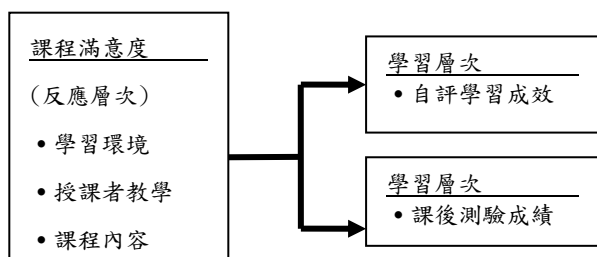 課程滿意度
(反應層次)
•學習環境
•授課者教學
•課程內容
學習層次
•自評學習成效
學習層次
•課後測驗成績